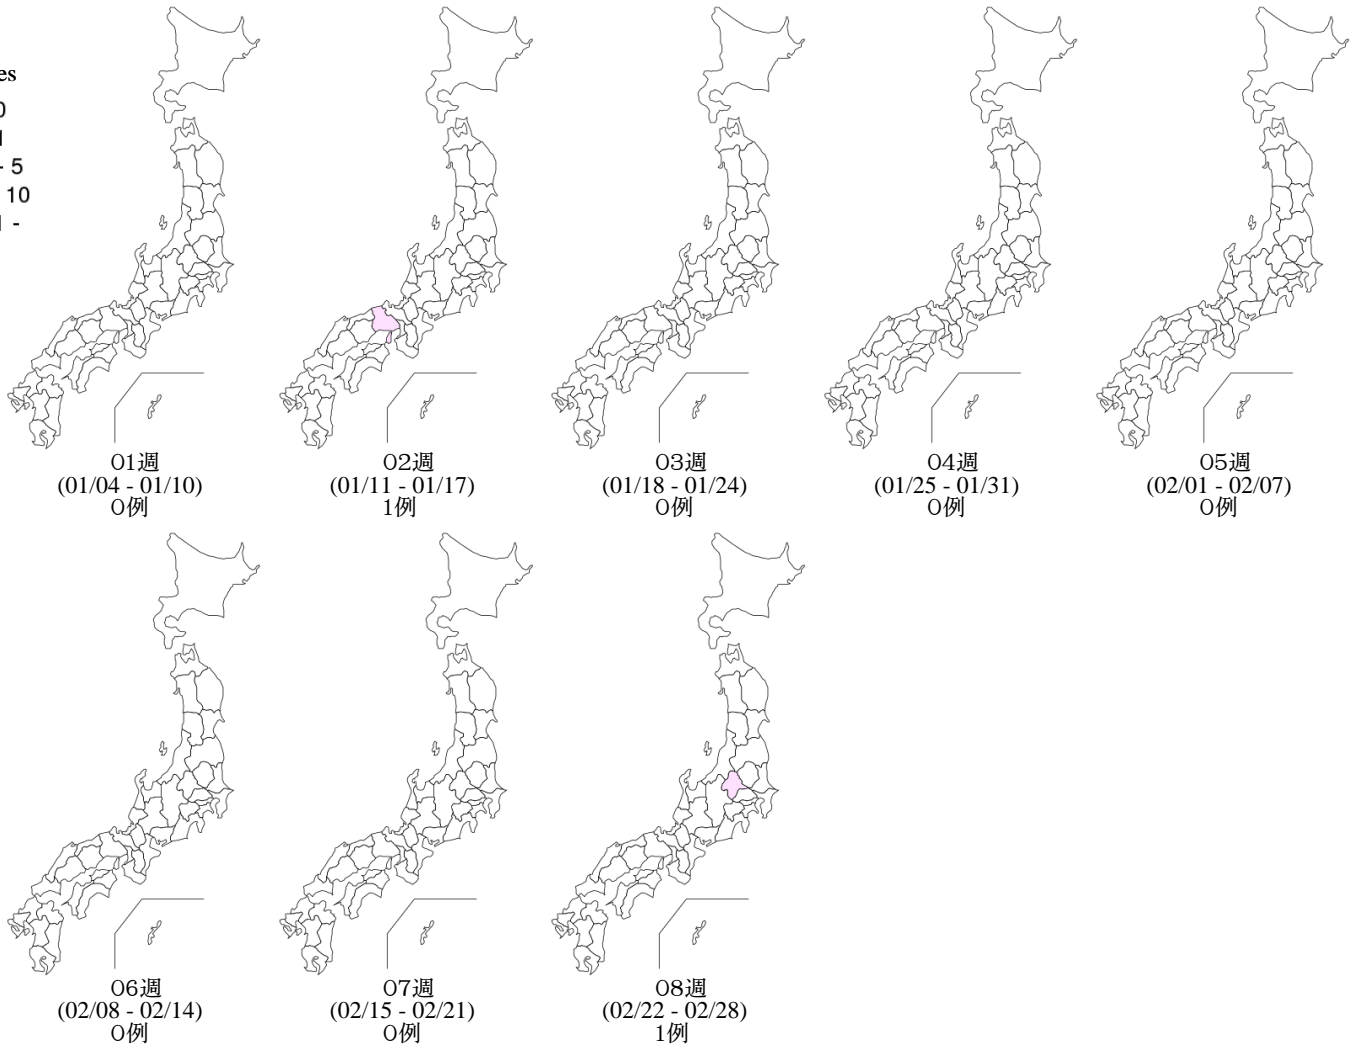 es
0
1
- 5
10
-
01週
(01/04 - 01/10)
0例
02週
(01/11 - 01/17)
1例
03週
(01/18 - 01/24)
0例
04週
(01/25 - 01/31)
0例
05週
(02/01 - 02/07)
0例
06週
(02/08 - 02/14)
0例
07週
(02/15 - 02/21)
0例
08週
(02/22 - 02/28)
1例